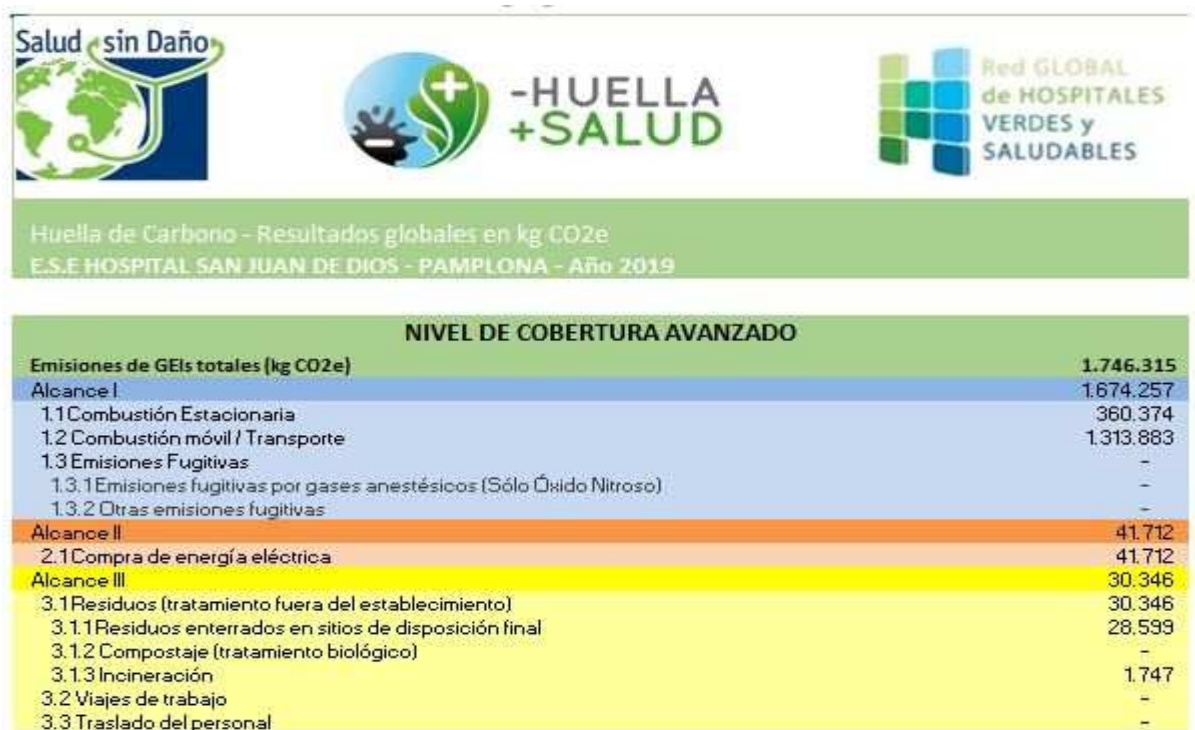 Salud sin Daño
-HUELLA
+SALUD
Red GLOBAL
de HOSPITALES
VERDES y
SALUDABLES
Huella de Carbono - Resultados globales en kg CO2e
E.S.E HOSPITAL SAN JUAN DE DIOS - PAMPLONA - Año 2019
NIVEL DE COBERTURA AVANZADO
Emisiones de GEIs totales (kg CO2e) 1.746.315
Alcance I 1.674.257
1.1 Combustión Estacionaria 360.374
1.2 Combustión móvil / Transporte 1.313.883
1.3 Emisiones Fugitivas -
1.3.1 Emisiones fugitivas por gases anestésicos (Sólo Óxido Nitroso) -
1.3.2 Otras emisiones fugitivas -
Alcance II 41.712
2.1 Compra de energía eléctrica 41.712
Alcance III 30.346
3.1 Residuos (tratamiento fuera del establecimiento) 30.346
3.1.1 Residuos enterrados en sitios de disposición final 28.599
3.1.2 Compostaje (tratamiento biológico) -
3.1.3 Incineración 1.747
3.2 Viajes de trabajo -
3.3 Traslado del personal -